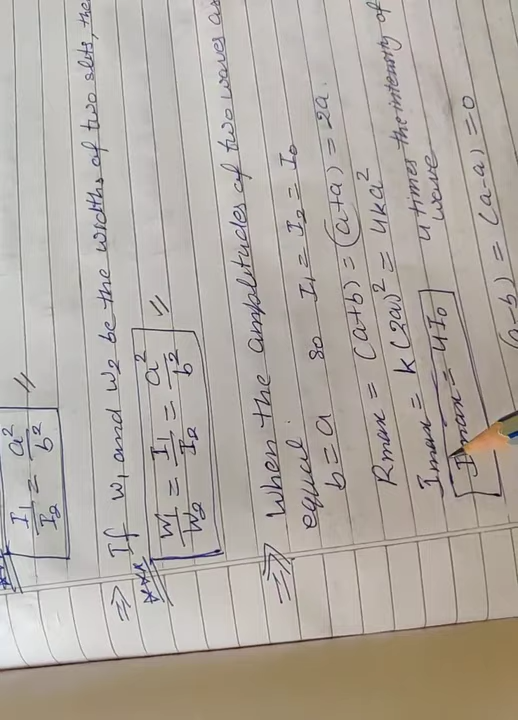 I₁/I₂ = a²/b² //
⇒ If w₁ and w₂ be the widths of two slits, the
*** W₁/W₂ = I₁/I₂ = a²/b² //
⇒ When the amplitudes of two waves
equal.
b = a so I₁ = I₂ = I₀
Rmax = (a+b) = (a+a) = 2a.
Imax = K(2a)² = 4Ka²
Imax = 4I₀ 4 times the intensity of
wave
(a-b) = (a-a) = 0